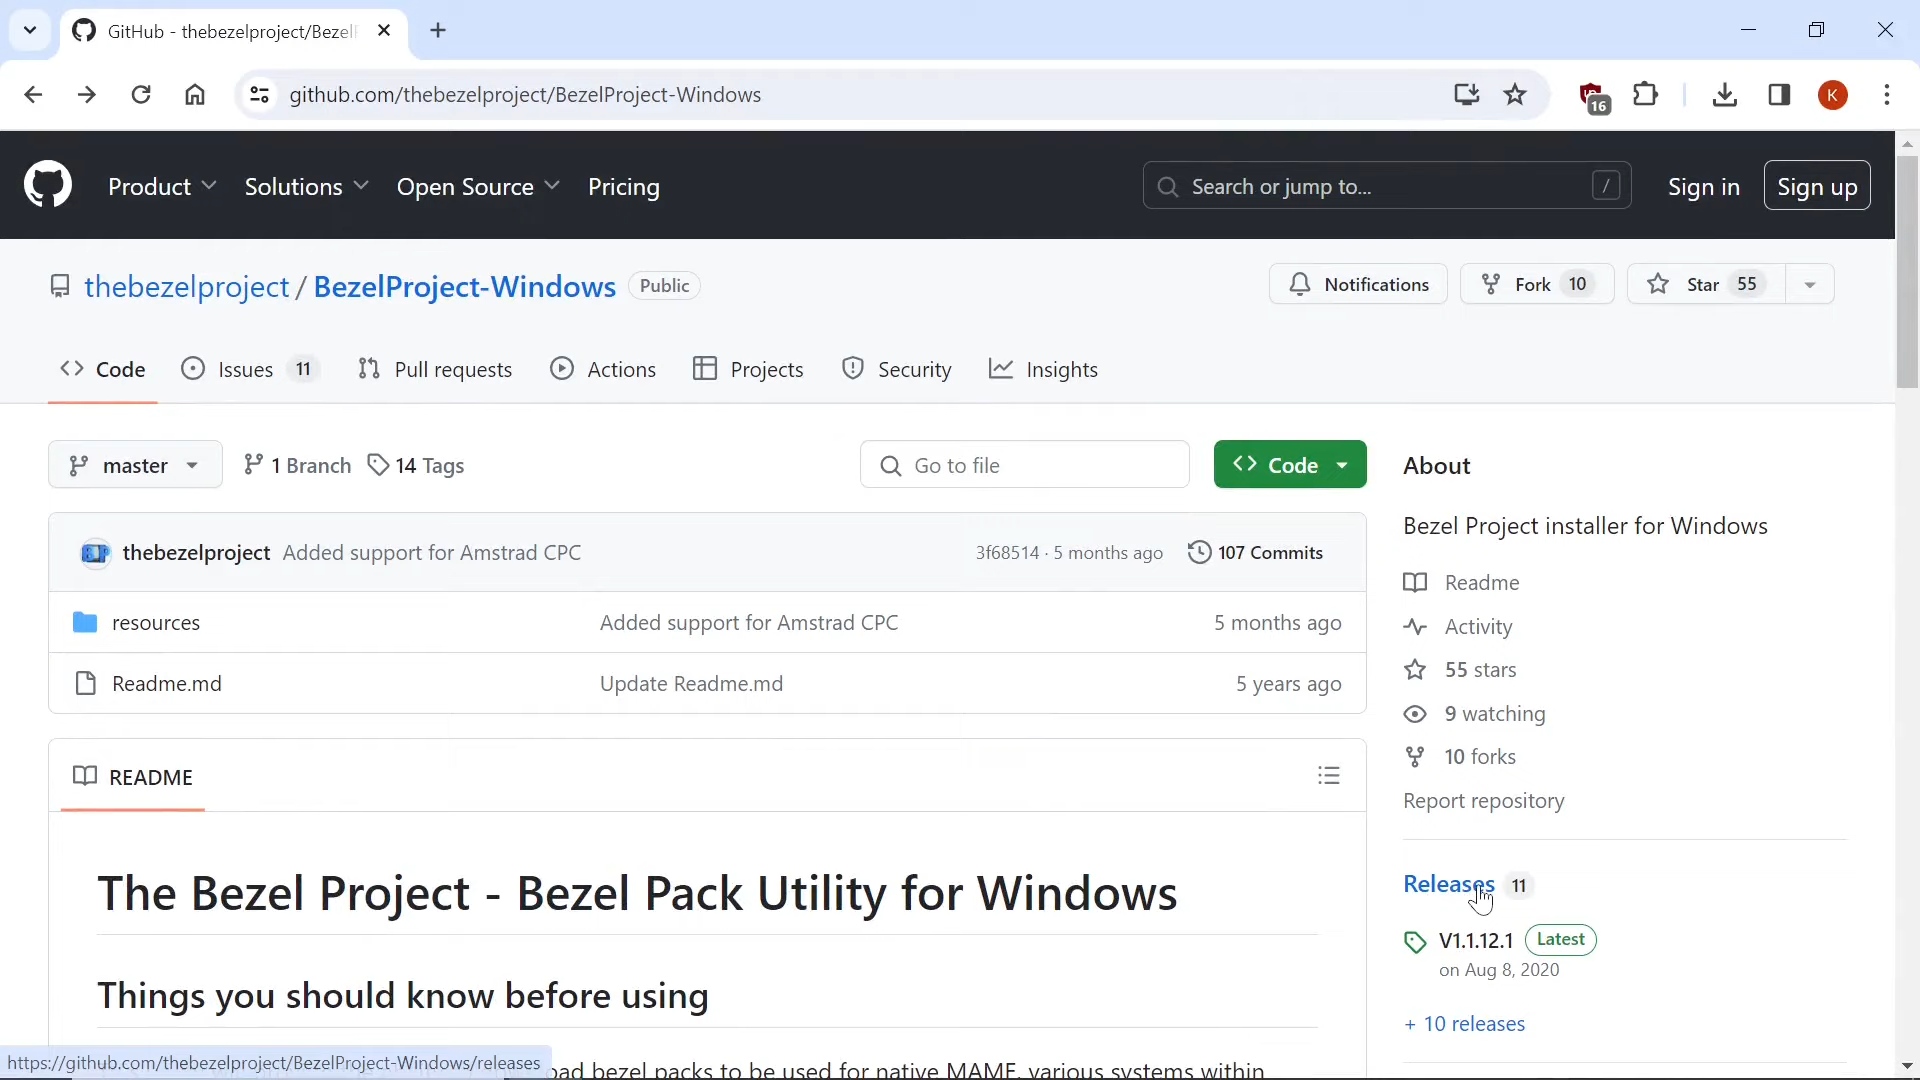 GitHub - thebezelproject/Bezel
github.com/thebezelproject/BezelProject-Windows
16
K
Product
Solutions
Open Source
Pricing
Search or jump to...
/
Sign in
Sign up
thebezelproject / BezelProject-Windows
Public
Notifications
Fork 10
Star 55
Code
Issues 11
Pull requests
Actions
Projects
Security
Insights
master
1 Branch
14 Tags
Go to file
Code
About
Bezel Project installer for Windows
thebezelproject Added support for Amstrad CPC
3f68514 · 5 months ago
107 Commits
resources
Added support for Amstrad CPC
5 months ago
Readme.md
Update Readme.md
5 years ago
Readme
Activity
55 stars
9 watching
10 forks
Report repository
README
The Bezel Project - Bezel Pack Utility for Windows
Things you should know before using
Releases 11
V1.1.12.1 Latest
on Aug 8, 2020
+ 10 releases
https://github.com/thebezelproject/BezelProject-Windows/releases
bezel packs to be used for native MAME, various systems within